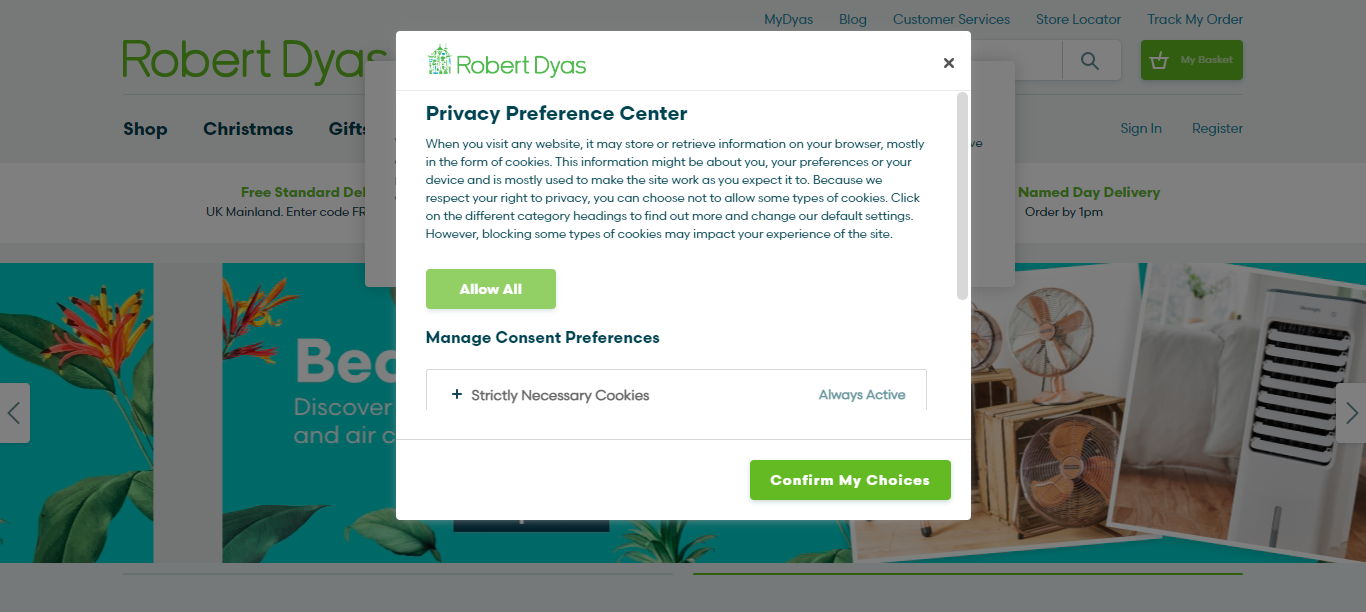 MyDyas Blog Customer Services Store Locator Track My Order
Robert Dyas
My Basket
Robert Dyas
Shop Christmas Gifts
Sign In Register
Privacy Preference Center
When you visit any website, it may store or retrieve information on your browser, mostly
in the form of cookies. This information might be about you, your preferences or your
device and is mostly used to make the site work as you expect it to. Because we
respect your right to privacy, you can choose not to allow some types of cookies. Click
on the different category headings to find out more and change our default settings.
However, blocking some types of cookies may impact your experience of the site.
Free Standard Del
UK Mainland. Enter code FR
Named Day Delivery
Order by 1pm
Allow All
Manage Consent Preferences
+ Strictly Necessary Cookies Always Active
Discover
and air c
Confirm My Choices